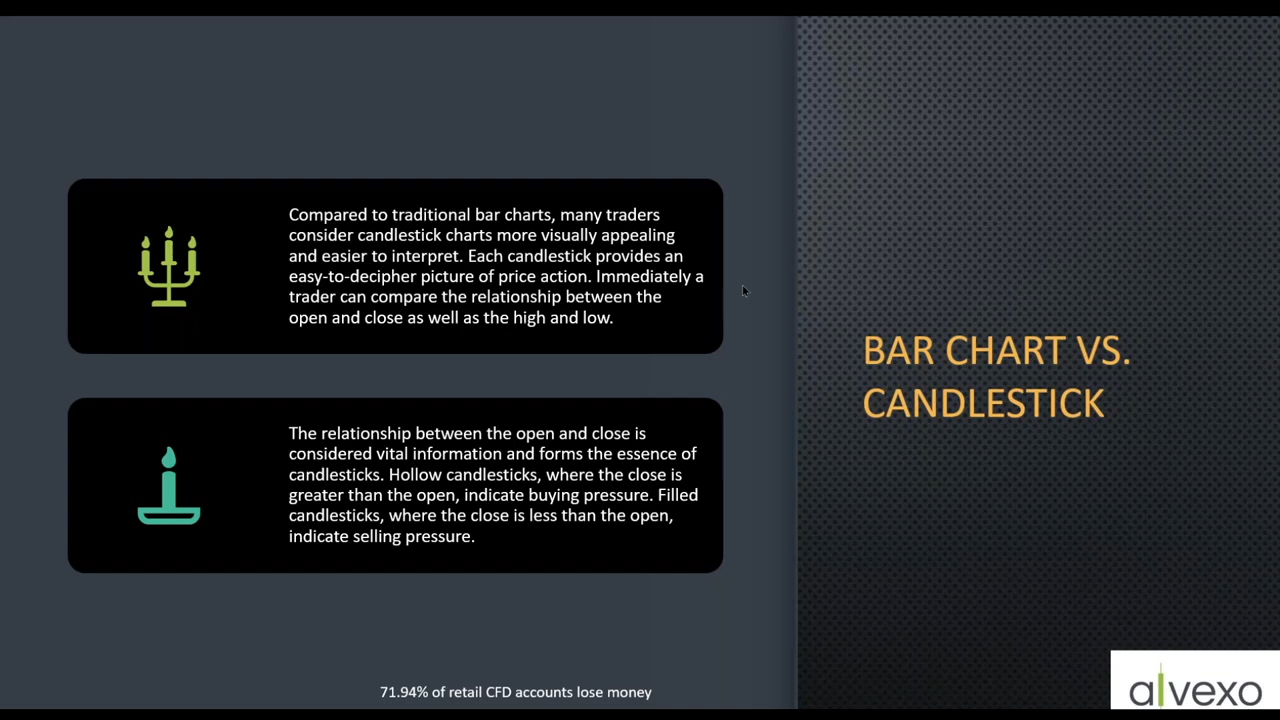 Compared to traditional bar charts, many traders
consider candlestick charts more visually appealing
and easier to interpret. Each candlestick provides an
easy-to-decipher picture of price action. Immediately a
trader can compare the relationship between the
open and close as well as the high and low.
The relationship between the open and close is
considered vital information and forms the essence of
candlesticks. Hollow candlesticks, where the close is
greater than the open, indicate buying pressure. Filled
candlesticks, where the close is less than the open,
indicate selling pressure.
BAR CHART VS.
CANDLESTICK
71.94% of retail CFD accounts lose money
alvexo